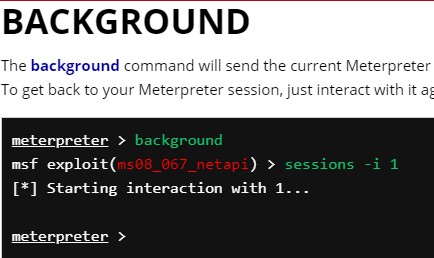 BACKGROUND
The background command will send the current Meterpreter
To get back to your Meterpreter session, just interact with it ag
meterpreter > background
msf exploit(ms08_067_netapi) > sessions -i 1
[*] Starting interaction with 1...
meterpreter >